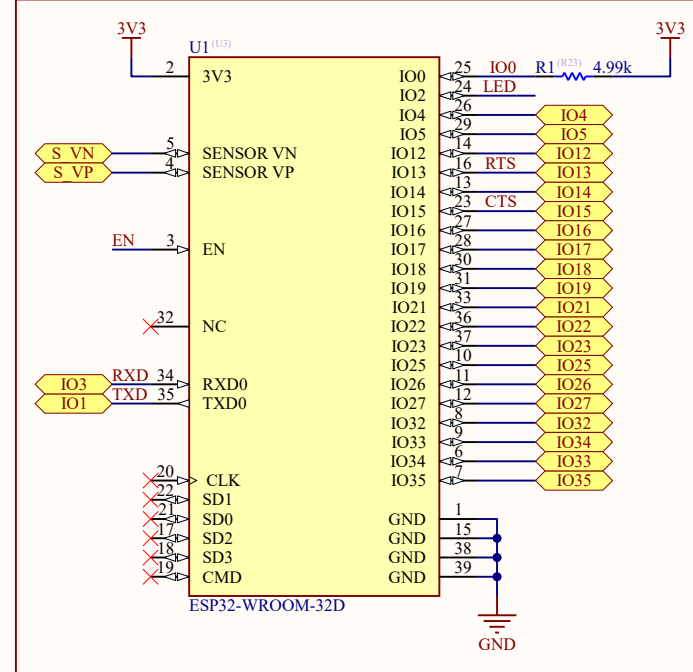 3V3
3V3
U1 (U3)
2 3V3
IO0 25 IO0 R1 (R23) 4.99k
IO2 24 LED
IO4 26 IO4
IO5 29 IO5
S_VN 5 SENSOR VN
IO12 14 IO12
S_VP 4 SENSOR VP
IO13 16 RTS IO13
IO14 13 IO14
IO15 23 CTS IO15
IO16 27 IO16
EN 3 EN
IO17 28 IO17
IO18 30 IO18
IO19 31 IO19
IO21 33 IO21
32 NC
IO22 36 IO22
IO23 37 IO23
IO25 10 IO25
IO3 RXD 34 RXD0
IO26 11 IO26
IO1 TXD 35 TXD0
IO27 12 IO27
IO32 8 IO32
IO33 9 IO34
IO34 6 IO33
20 CLK
IO35 7 IO35
22 SD1
21 SD0
GND 1
17 SD2
GND 15
18 SD3
GND 38
19 CMD
GND 39
ESP32-WROOM-32D
GND